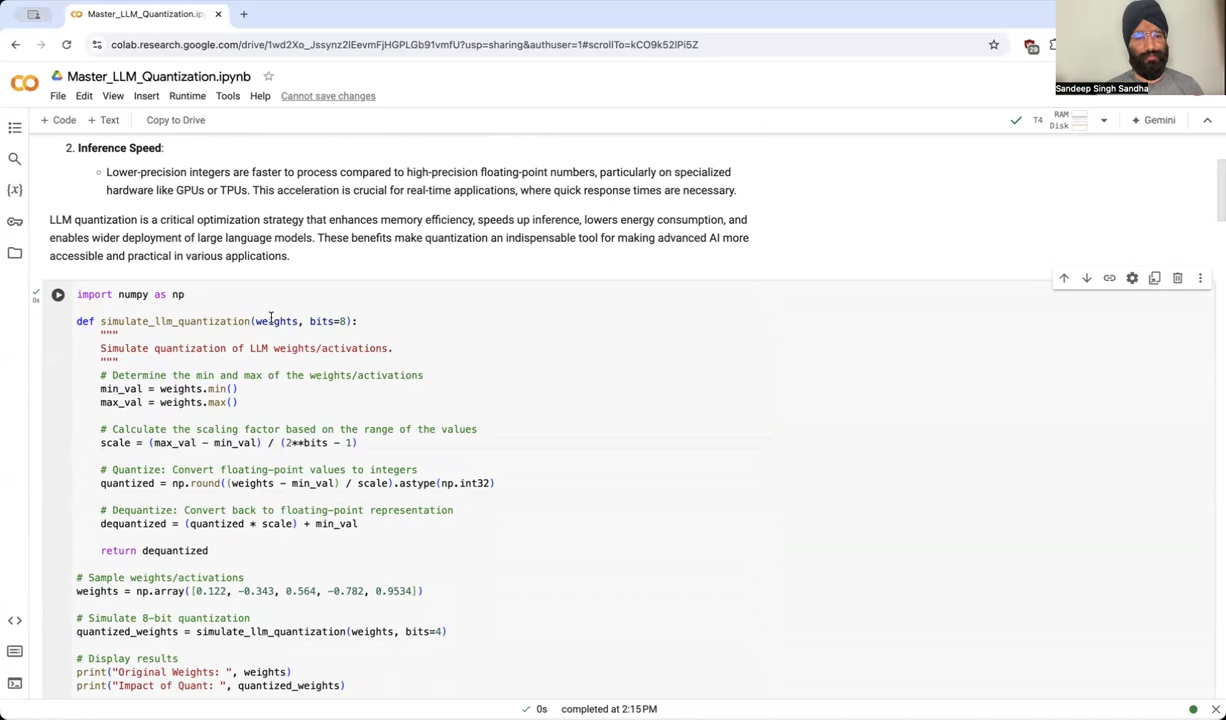 Master_LLM_Quantization.ipynb
colab.research.google.com/drive/1wd2Xo_Jssynz2lEevmFjHGPLGb91vmfU?usp=sharing&authuser=1#scrollTo=kCO9k52lPi5Z
29
Sandeep Singh Sandha
Master_LLM_Quantization.ipynb
File Edit View Insert Runtime Tools Help Cannot save changes
+ Code + Text Copy to Drive
T4 RAM Disk Gemini
2. Inference Speed:
Lower-precision integers are faster to process compared to high-precision floating-point numbers, particularly on specialized
hardware like GPUs or TPUs. This acceleration is crucial for real-time applications, where quick response times are necessary.
LLM quantization is a critical optimization strategy that enhances memory efficiency, speeds up inference, lowers energy consumption, and
enables wider deployment of large language models. These benefits make quantization an indispensable tool for making advanced AI more
accessible and practical in various applications.
0s
import numpy as np
def simulate_llm_quantization(weights, bits=8):
"""
Simulate quantization of LLM weights/activations.
"""
# Determine the min and max of the weights/activations
min_val = weights.min()
max_val = weights.max()
# Calculate the scaling factor based on the range of the values
scale = (max_val - min_val) / (2**bits - 1)
# Quantize: Convert floating-point values to integers
quantized = np.round((weights - min_val) / scale).astype(np.int32)
# Dequantize: Convert back to floating-point representation
dequantized = (quantized * scale) + min_val
return dequantized
# Sample weights/activations
weights = np.array([0.122, -0.343, 0.564, -0.782, 0.9534])
# Simulate 8-bit quantization
quantized_weights = simulate_llm_quantization(weights, bits=4)
# Display results
print("Original Weights: ", weights)
print("Impact of Quant: ", quantized_weights)
0s completed at 2:15PM